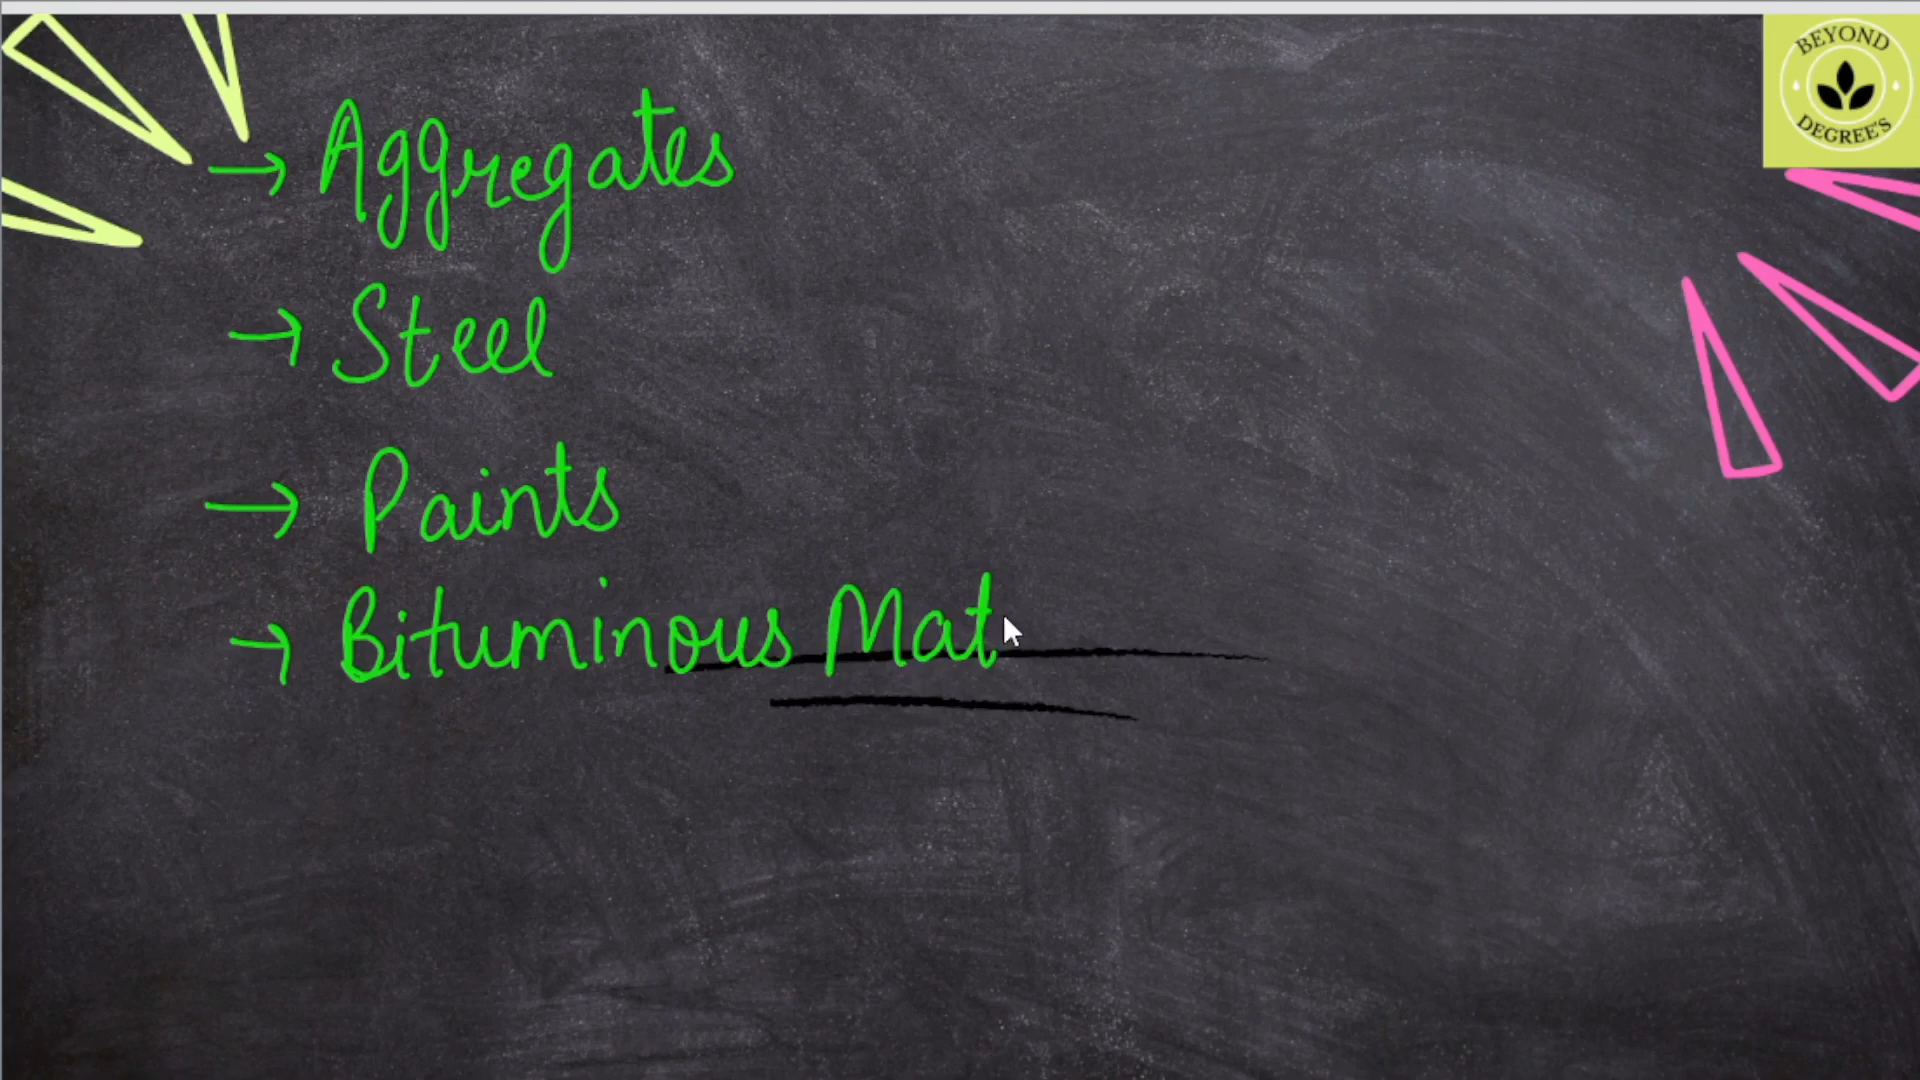 BEYOND
DEGREE'S
→ Aggregates
→ Steel
→ Paints
→ Bituminous Mat